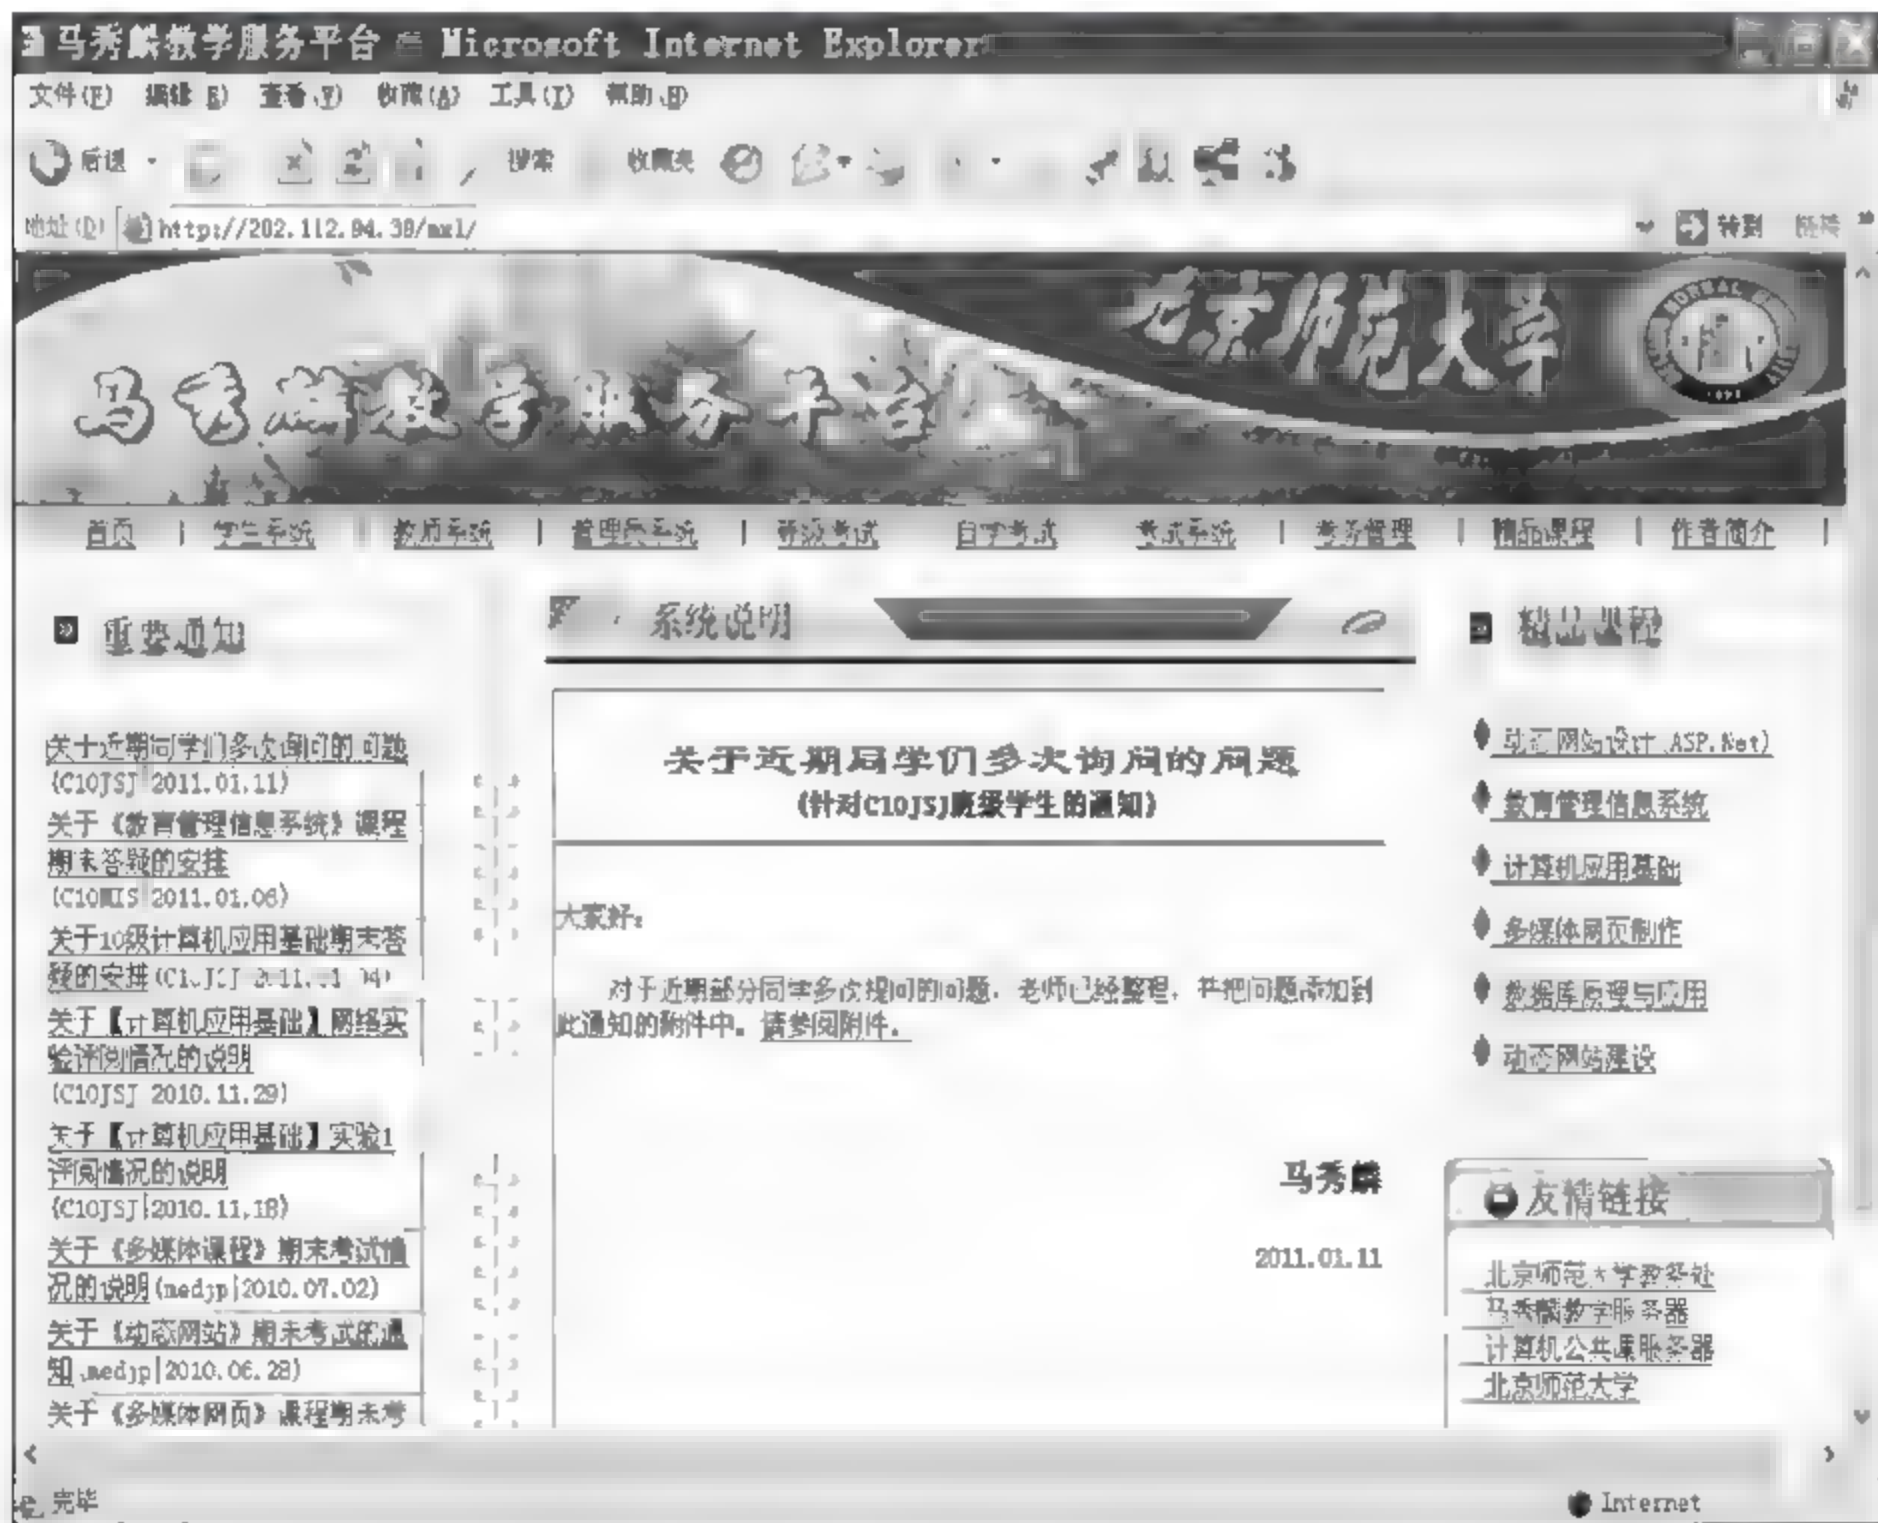 马秀麟教学服务平台 Microsoft Internet Explorer
文件(F) 编辑(E) 查看(V) 收藏(A) 工具(T) 帮助(H)
后退 搜索 收藏夹
地址(D) http://202.112.94.38/mxl/ 转到 链接
北京师范大学
马秀麟教学服务平台
首页 | 学生系统 | 教师系统 | 管理员系统 | 等级考试 自学考试 考试系统 | 考务管理 | 精品课程 | 作者简介 |
重要通知
关于近期同学们多次询问的问题
(C10JSJ 2011.01.11)
关于《教育管理信息系统》课程
期末答疑的安排
(C10MIS 2011.01.06)
关于10级计算机应用基础期末答
疑的安排(C10JSJ 2011.01.04)
关于【计算机应用基础】网络实
验评阅情况的说明
(C10JSJ 2010.11.29)
关于【计算机应用基础】实验1
评阅情况的说明
(C10JSJ|2010.11.18)
关于《多媒体课程》期末考试情
况的说明(medjp|2010.07.02)
关于《动态网站》期末考试的通
知(medjp|2010.06.28)
关于《多媒体网页》课程期末考
系统说明
关于近期同学们多次询问的问题
(针对C10JSJ班级学生的通知)
大家好:
对于近期部分同学多次提问的问题，老师已经整理，并把问题添加到
此通知的附件中。请参阅附件。
马秀麟
2011.01.11
精品课程
动态网站设计(ASP.Net)
教育管理信息系统
计算机应用基础
多媒体网页制作
数据库原理与应用
动态网站建设
友情链接
北京师范大学教务处
马秀麟教学服务器
计算机公共课服务器
北京师范大学
完毕 Internet